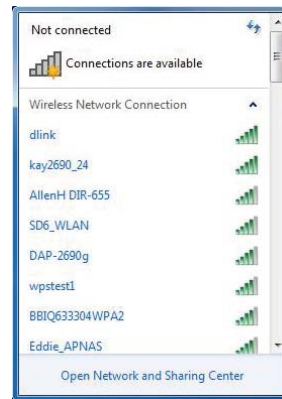 Not connected
Connections are available
Wireless Network Connection
dlink
kay2690_24
AllenH DIR-655
SD6_WLAN
DAP-2690g
wpstest1
BBIQ633304WPA2
Eddie_APNAS
Open Network and Sharing Center